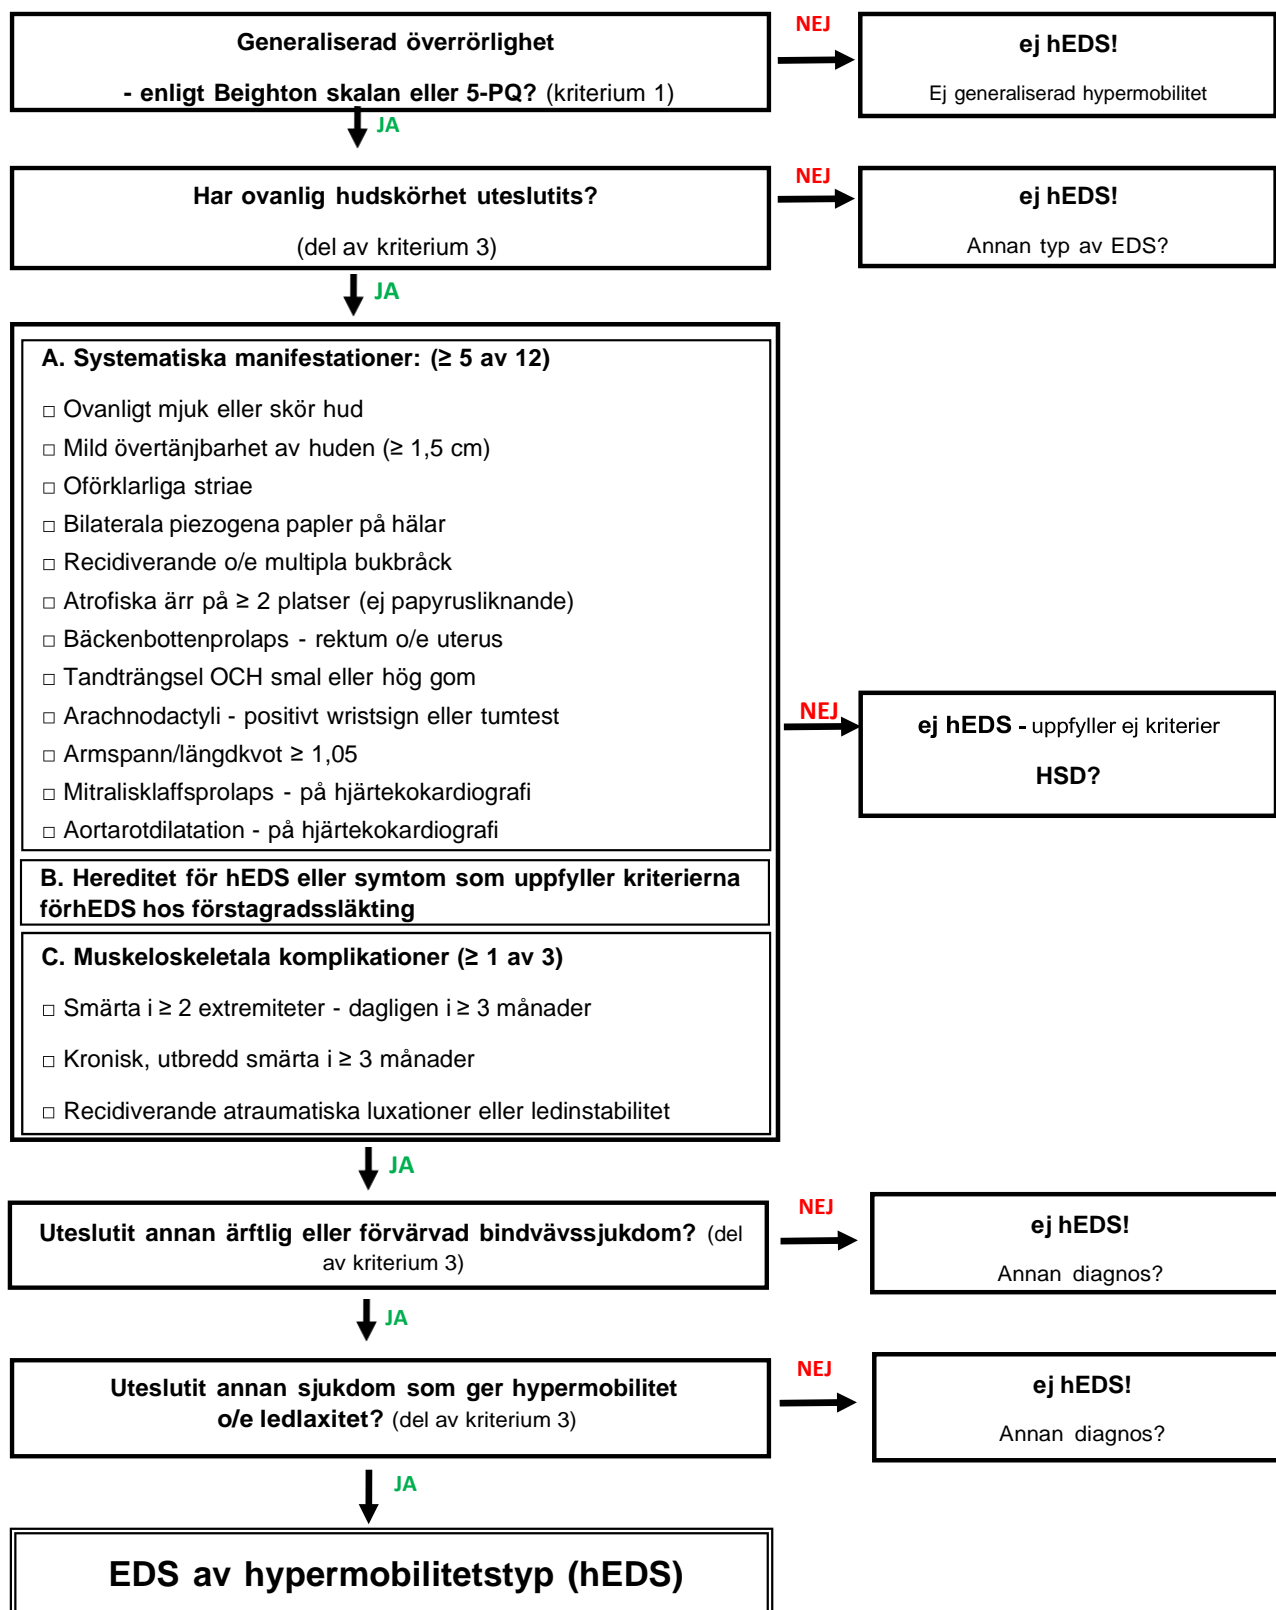 Generaliserad överrörlighet
- enligt Beighton skalan eller 5-PQ? (kriterium 1)
NEJ
ej hEDS!
Ej generaliserad hypermobilitet
JA
Har ovanlig hudskörhet uteslutits?
(del av kriterium 3)
NEJ
ej hEDS!
Annan typ av EDS?
JA
A. Systematiska manifestationer: (≥ 5 av 12)
□ Ovanligt mjuk eller skör hud
□ Mild övertänjbarhet av huden (≥ 1,5 cm)
□ Oförklarliga striae
□ Bilaterala piezogena papler på hälar
□ Recidiverande o/e multipla bukbråck
□ Atrofiska ärr på ≥ 2 platser (ej papyrusliknande)
□ Bäckenbottenprolaps - rektum o/e uterus
□ Tandträngsel OCH smal eller hög gom
□ Arachnodactyli - positivt wristsign eller tumtest
□ Armspann/längdkvot ≥ 1,05
□ Mitralisklaffsprolaps - på hjärtekokardiografi
□ Aortarotdilatation - på hjärtekokardiografi
B. Hereditet för hEDS eller symtom som uppfyller kriterierna
förhEDS hos förstagradssläkting
C. Muskeloskeletala komplikationer (≥ 1 av 3)
□ Smärta i ≥ 2 extremiteter - dagligen i ≥ 3 månader
□ Kronisk, utbredd smärta i ≥ 3 månader
□ Recidiverande atraumatiska luxationer eller ledinstabilitet
NEJ
ej hEDS - uppfyller ej kriterier
HSD?
JA
Uteslutit annan ärftlig eller förvärvad bindvävssjukdom? (del
av kriterium 3)
NEJ
ej hEDS!
Annan diagnos?
JA
Uteslutit annan sjukdom som ger hypermobilitet
o/e ledlaxitet? (del av kriterium 3)
NEJ
ej hEDS!
Annan diagnos?
JA
EDS av hypermobilitetstyp (hEDS)